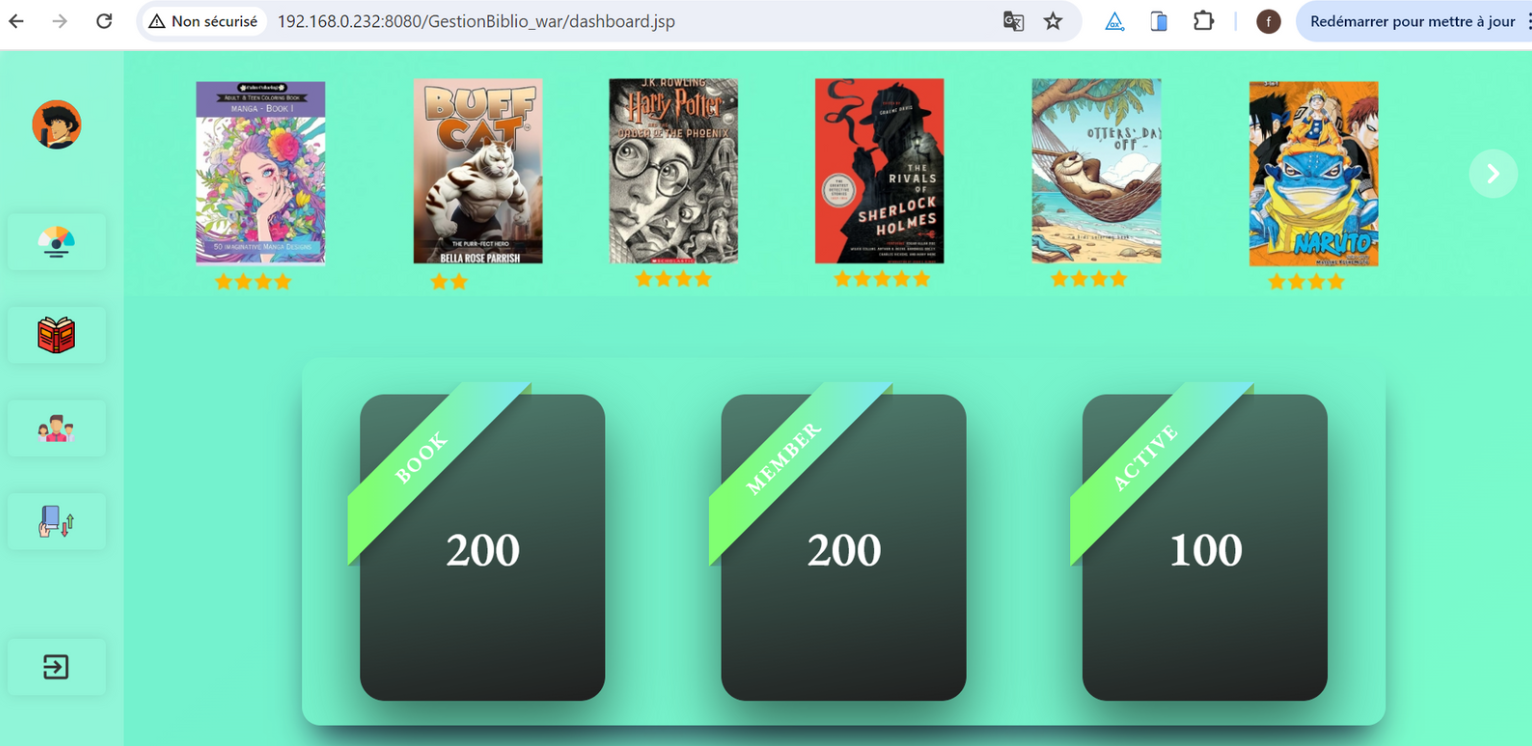 Non sécurisé
192.168.0.232:8080/GestionBiblio_war/dashboard.jsp
f
Redémarrer pour mettre à jour
ADULT & TEEN COLORING BOOK
MANGA - BOOK 1
50 IMAGINATIVE MANGA DESIGNS
BUFF
CAT
THE PURR-FECT HERO
BELLA ROSE PARRISH
J.K. ROWLING
Harry Potter
ORDER OF THE PHOENIX
SCHOLASTIC
GRAEME DAVIS
THE
RIVALS
OF
SHERLOCK
HOLMES
OTTERS' DAY
OFF
NARUTO
BOOK
200
MEMBER
200
ACTIVE
100